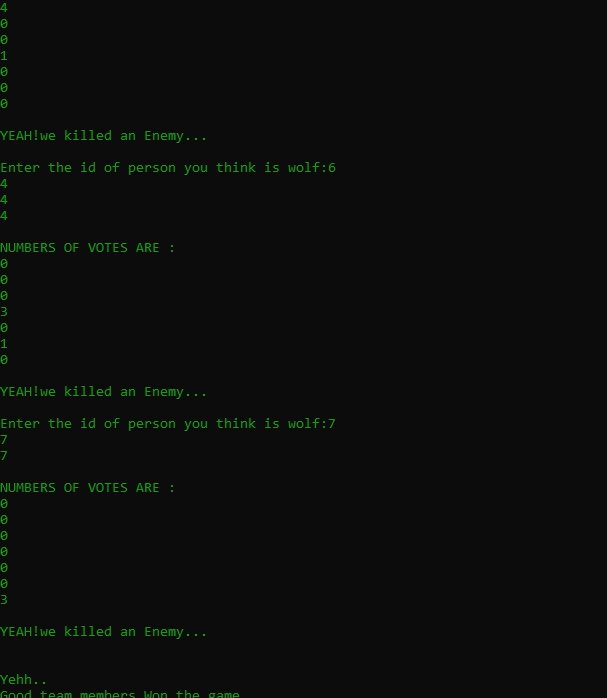 4
0
0
1
0
0
0
YEAH!we killed an Enemy...
Enter the id of person you think is wolf:6
4
4
4
NUMBERS OF VOTES ARE :
0
0
0
3
0
1
0
YEAH!we killed an Enemy...
Enter the id of person you think is wolf:7
7
7
NUMBERS OF VOTES ARE :
0
0
0
0
0
0
3
YEAH!we killed an Enemy...
Yehh..
Good team members Won the game